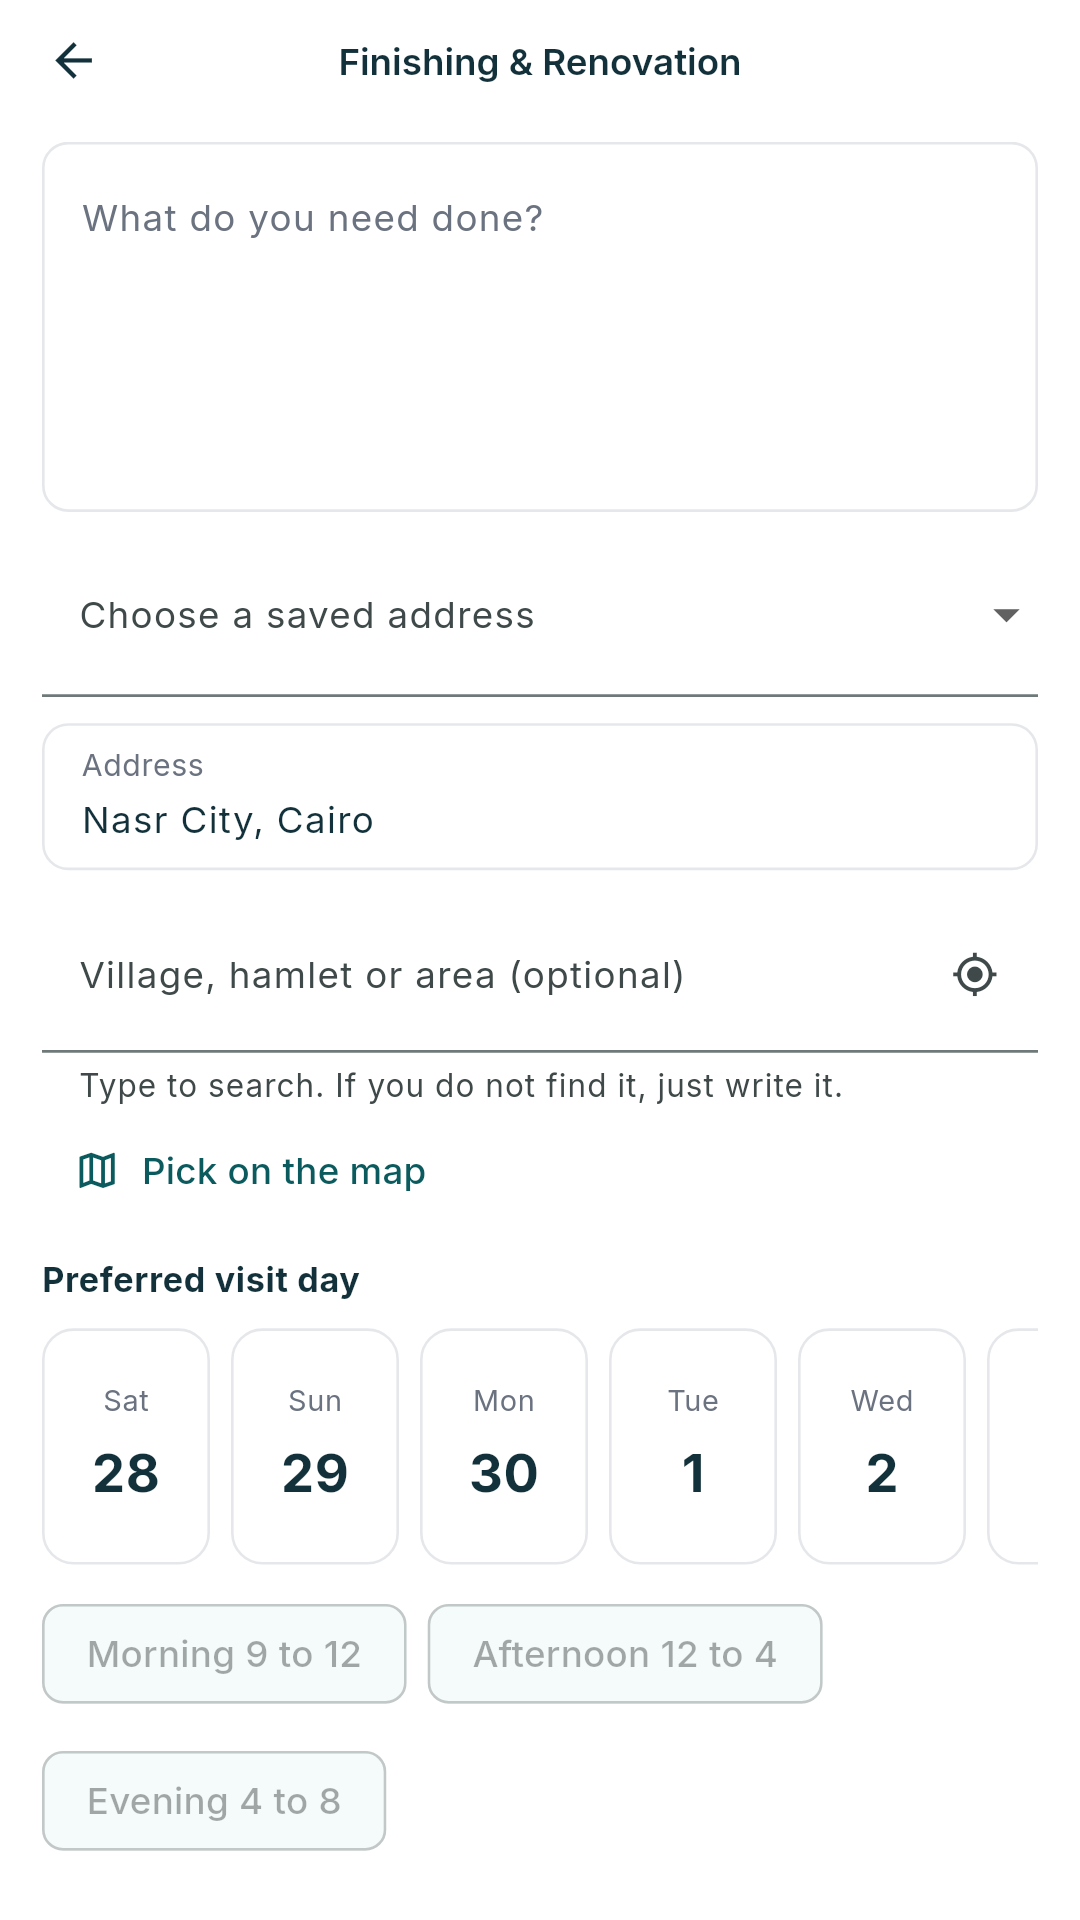 Finishing & Renovation
What do you need done?
Choose a saved address
Address
Nasr City, Cairo
Village, hamlet or area (optional)
Type to search. If you do not find it, just write it.
Pick on the map
Preferred visit day
Sat Sun Mon Tue Wed
28 29 30 1 2
Morning 9 to 12 Afternoon 12 to 4
Evening 4 to 8